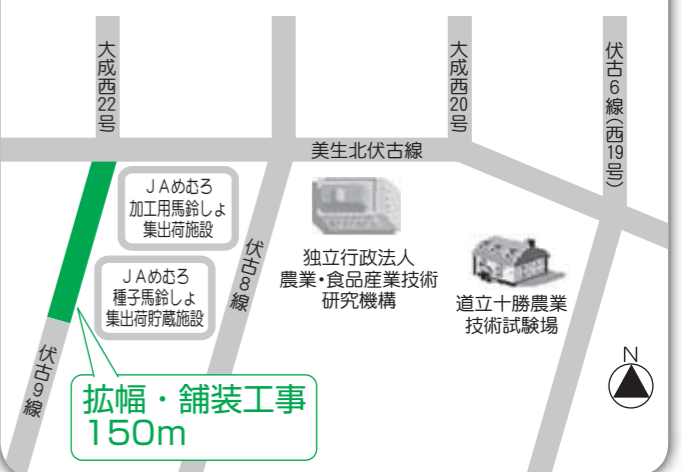 大成西22号
大成西20号
伏古6線(西19号)
美生北伏古線
JAめむろ
加工用馬鈴しょ
集出荷施設
伏古8線
独立行政法人
農業・食品産業技術
研究機構
道立十勝農業
技術試験場
JAめむろ
種子馬鈴しょ
集出荷貯蔵施設
伏古9線
拡幅・舗装工事
150m
N